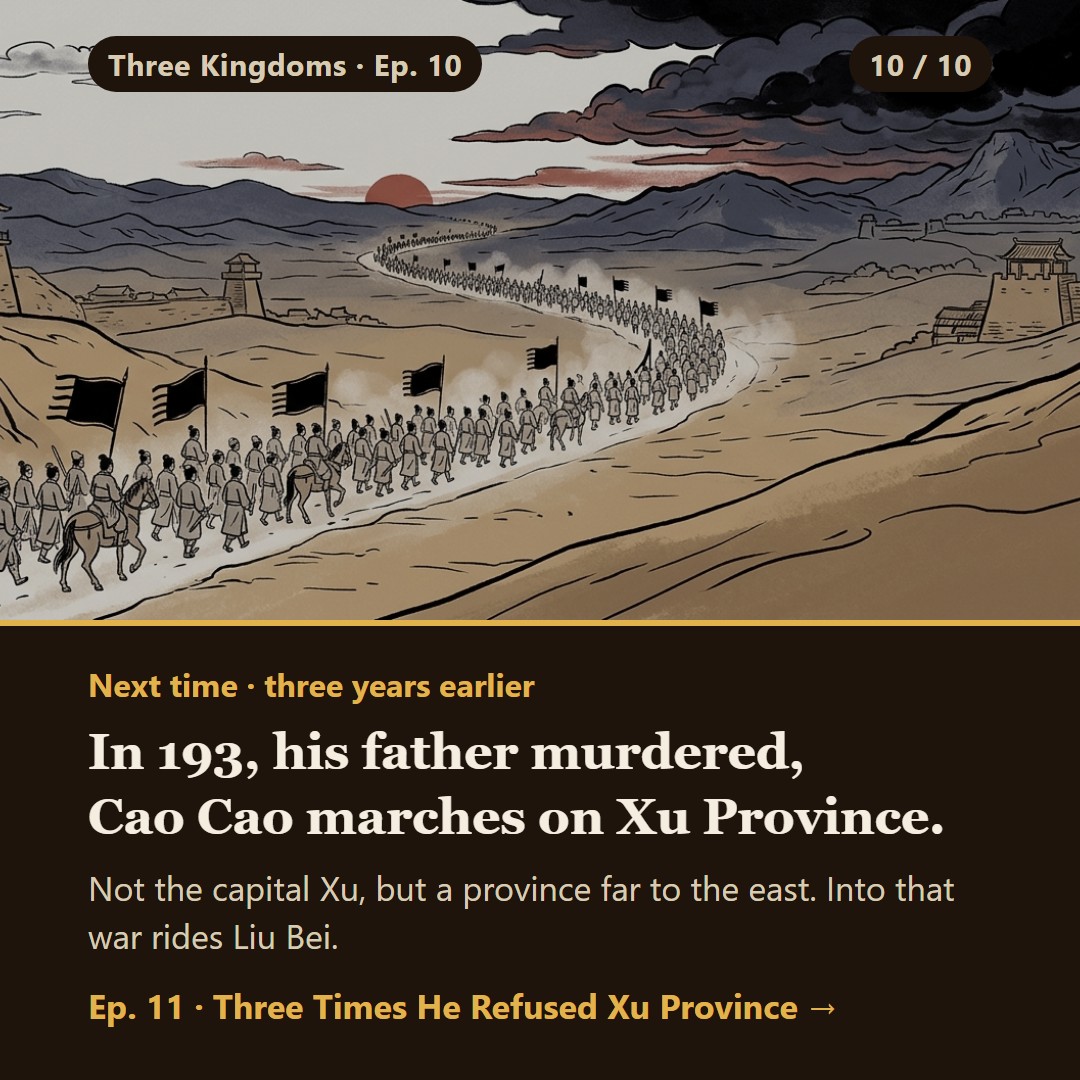 Three Kingdoms · Ep. 10
10 / 10
Next time · three years earlier
In 193, his father murdered,
Cao Cao marches on Xu Province.
Not the capital Xu, but a province far to the east. Into that
war rides Liu Bei.
Ep. 11 · Three Times He Refused Xu Province →